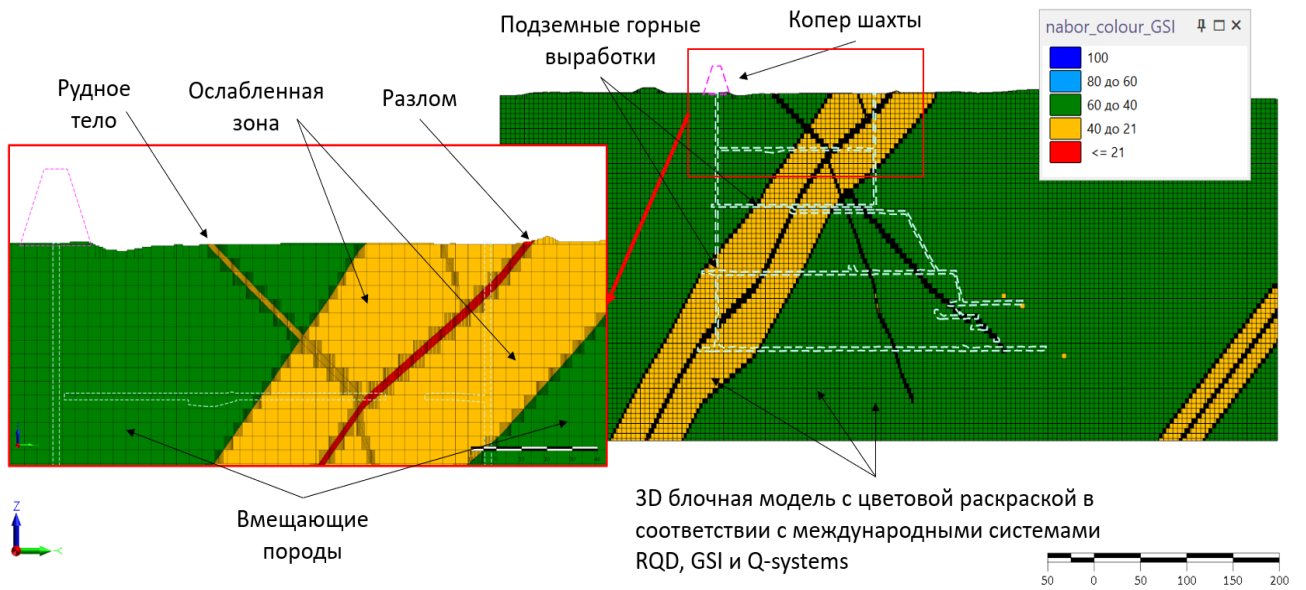 Подземные горные
выработки
Копер шахты
nabor_colour_GSI
100
80 до 60
60 до 40
40 до 21
<= 21
Рудное
тело
Ослабленная
зона
Разлом
Вмещающие
породы
3D блочная модель с цветовой раскраской в
соответствии с международными системами
RQD, GSI и Q-systems
Z
Y
50 0 50 100 150 200